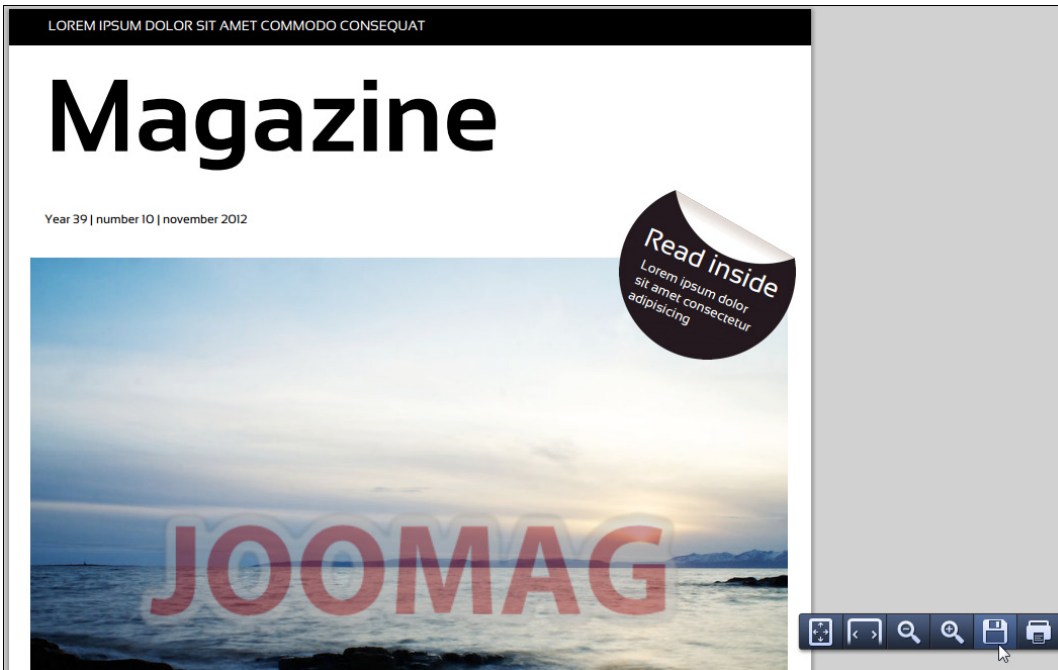 LOREM IPSUM DOLOR SIT AMET COMMODO CONSEQUAT
Magazine
Year 39 | number 10 | november 2012
Read inside
Lorem ipsum dolor
sit amet consectetur
adipisicing
JOOMAG